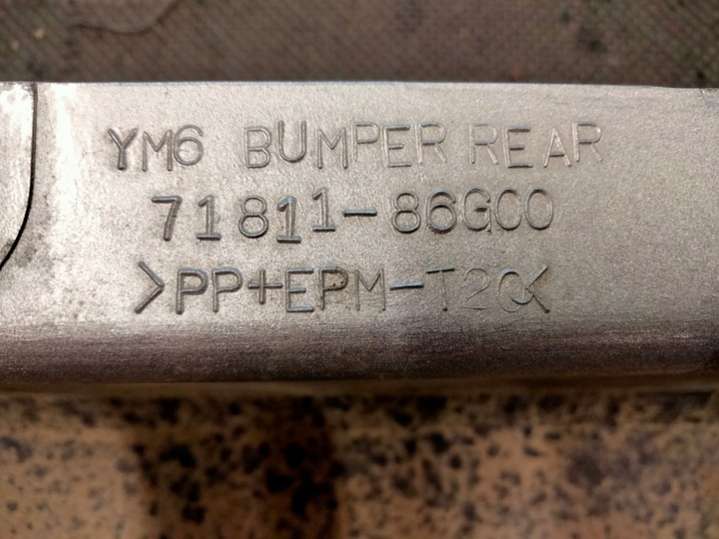 YM6 BUMPER REAR
71811-86GC0
>PP+EPM-T20<